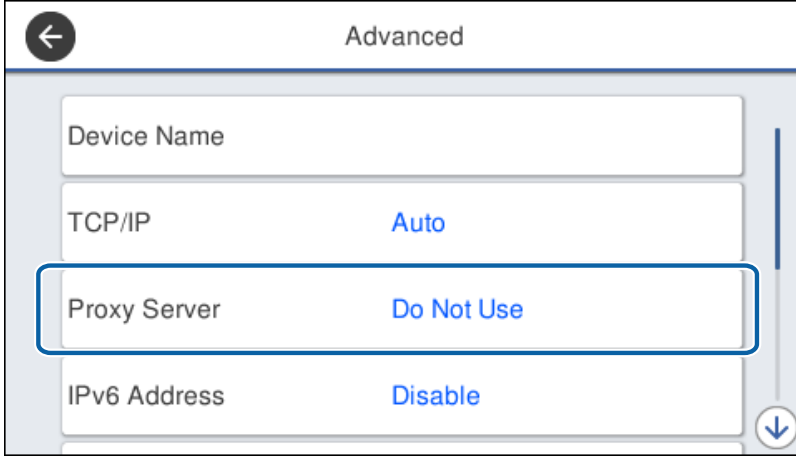 Advanced
Device Name
TCP/IP Auto
Proxy Server Do Not Use
IPv6 Address Disable